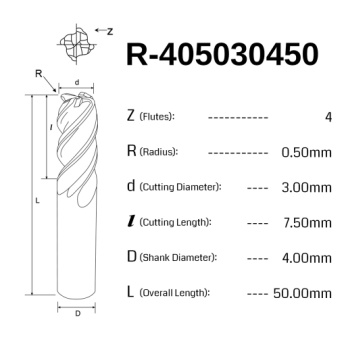 R-405030450
Z
R
d
l
L
D
Z (Flutes): ----------- 4
R (Radius): ----------- 0.50mm
d (Cutting Diameter): ---- 3.00mm
l (Cutting Length): ---- 7.50mm
D (Shank Diameter): ---- 4.00mm
L (Overall Length): ---- 50.00mm